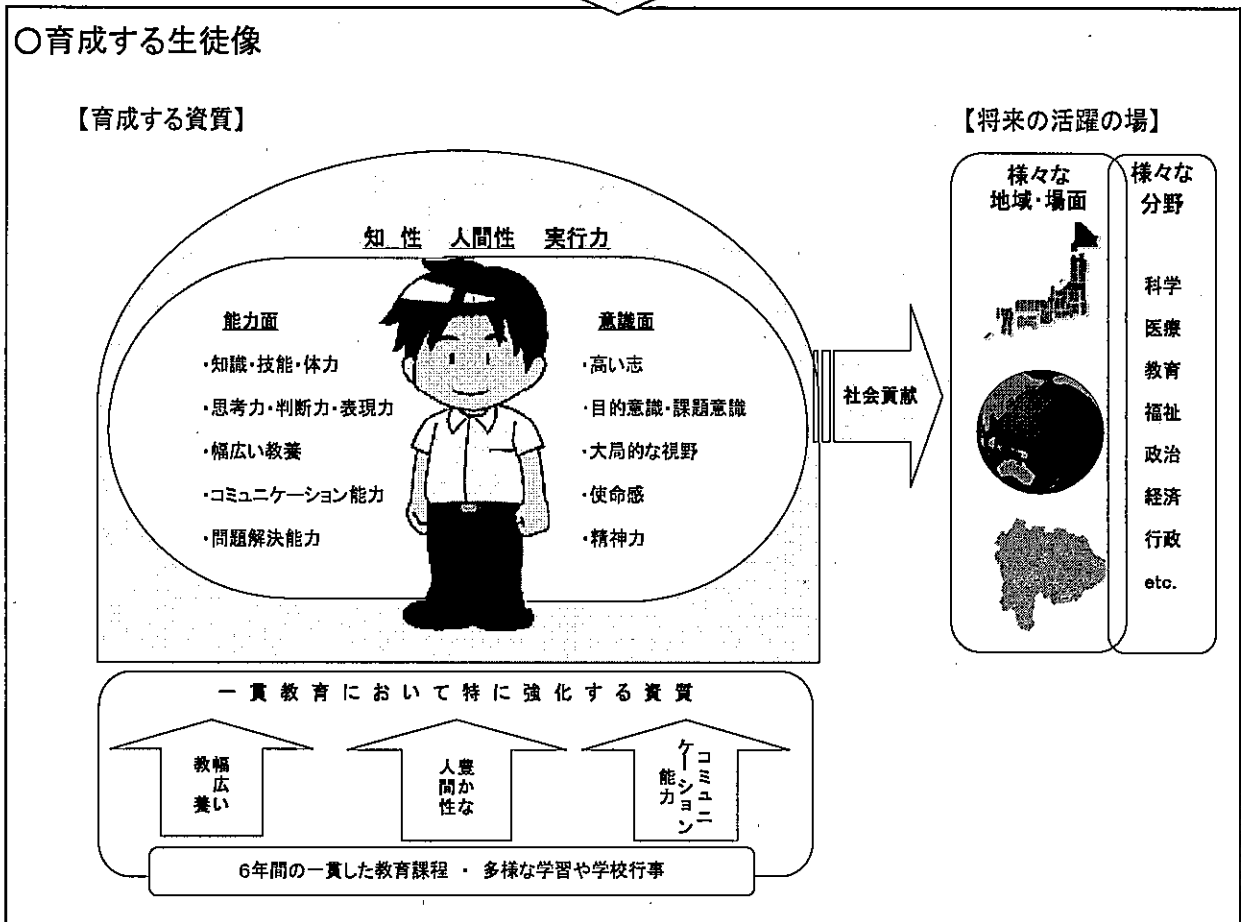 ○育成する生徒像
【育成する資質】
知 性　人間性　実行力
能力面
・知識・技能・体力
・思考力・判断力・表現力
・幅広い教養
・コミュニケーション能力
・問題解決能力
意識面
・高い志
・目的意識・課題意識
・大局的な視野
・使命感
・精神力
社会貢献
【将来の活躍の場】
様々な
地域・場面
様々な
分野
科学
医療
教育
福祉
政治
経済
行政
etc.
一貫教育において特に強化する資質
幅広い
教養
豊かな
人間性
コミュニ
ケーション
能力
6年間の一貫した教育課程 ・ 多様な学習や学校行事